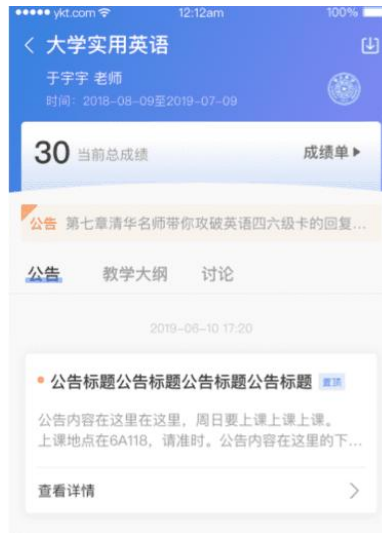 ykt.com 12:12am 100%
大学实用英语
于宇宇 老师
时间：2018-08-09至2019-07-09
30 当前总成绩 成绩单
公告 第七章清华名师带你攻破英语四六级卡的回复...
公告 教学大纲 讨论
2019-06-10 17:20
公告标题公告标题公告标题公告标题 置顶
公告内容在这里在这里，周日要上课上课上课。
上课地点在6A118，请准时。公告内容在这里的下...
查看详情